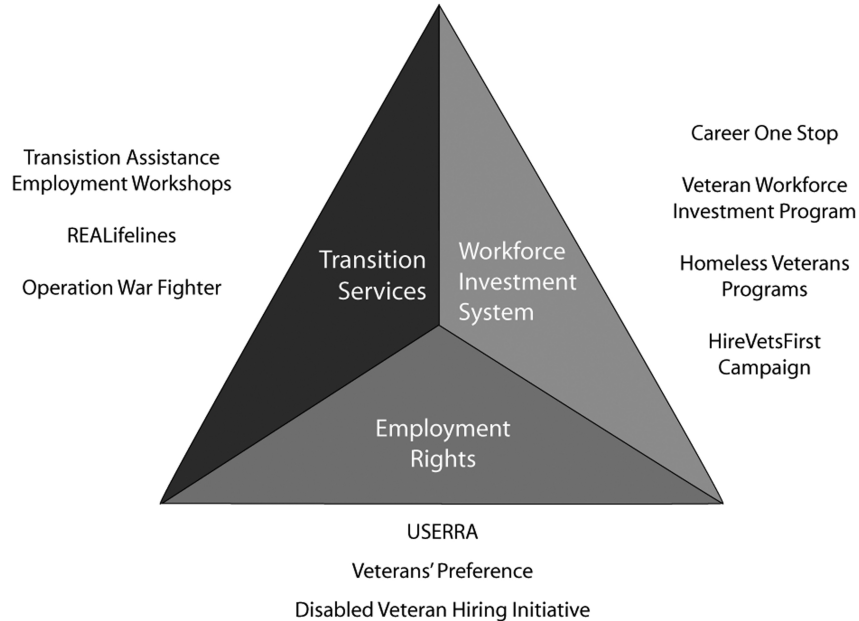 Transistion Assistance
Employment Workshops
REALifelines
Operation War Fighter
Transition
Services
Workforce
Investment
System
Career One Stop
Veteran Workforce
Investment Program
Homeless Veterans
Programs
HireVetsFirst
Campaign
Employment
Rights
USERRA
Veterans’ Preference
Disabled Veteran Hiring Initiative